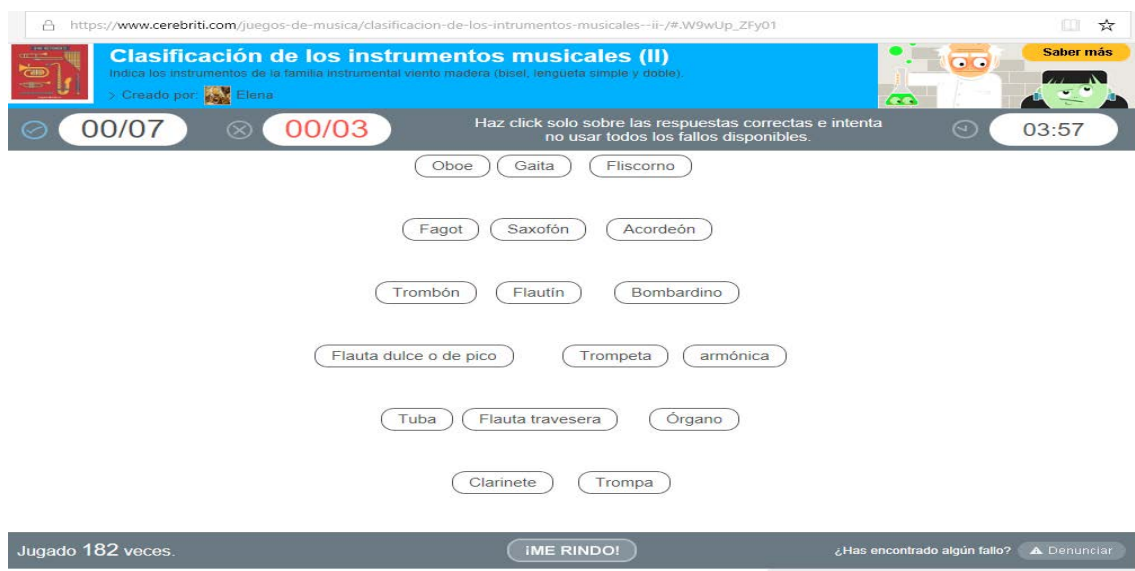 https://www.cerebriti.com/juegos-de-musica/clasificacion-de-los-intrumentos-musicales--ii-/#.W9wUp_ZFy01
Clasificación de los instrumentos musicales (II)
Indica los instrumentos de la familia instrumental viento madera (bisel, lengüeta simple y doble).
> Creado por: Elena
Saber más
00/07
00/03
Haz click solo sobre las respuestas correctas e intenta
no usar todos los fallos disponibles.
03:57
Oboe Gaita Fliscorno
Fagot Saxofón Acordeón
Trombón Flautín Bombardino
Flauta dulce o de pico Trompeta armónica
Tuba Flauta travesera Órgano
Clarinete Trompa
Jugado 182 veces.
¡ME RINDO!
¿Has encontrado algún fallo? Denunciar